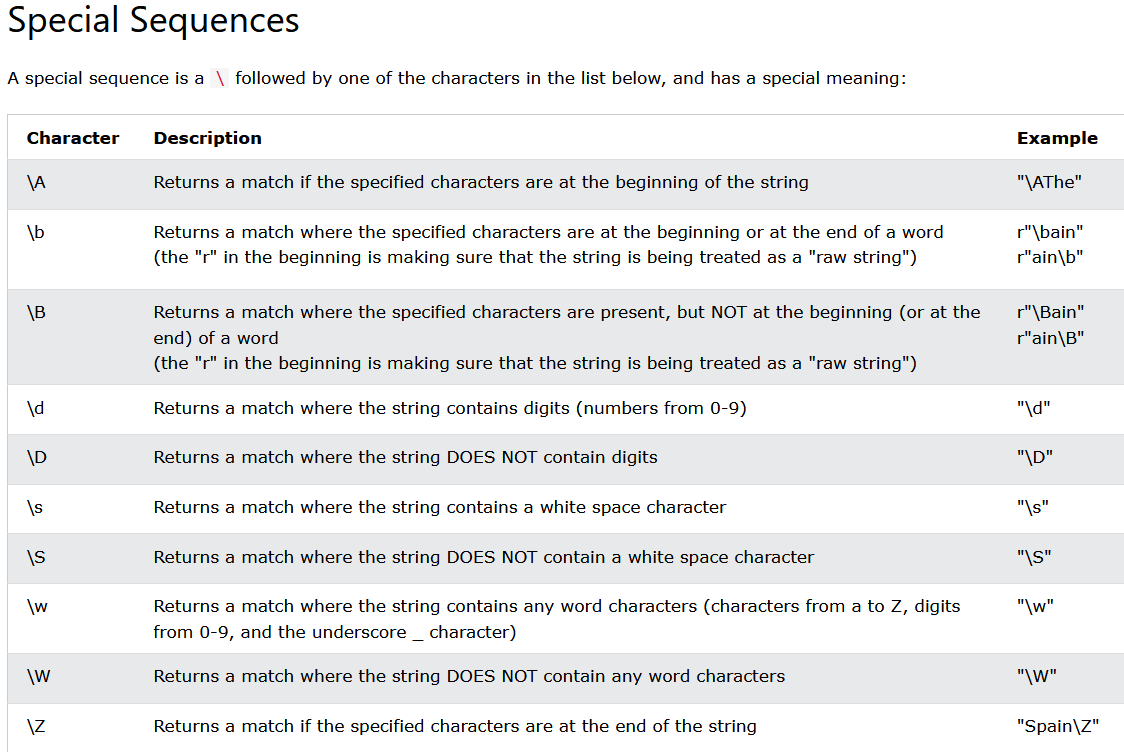 Special Sequences
A special sequence is a \ followed by one of the characters in the list below, and has a special meaning:
Character Description Example
\A Returns a match if the specified characters are at the beginning of the string "\AThe"
\b Returns a match where the specified characters are at the beginning or at the end of a word r"\bain"
(the "r" in the beginning is making sure that the string is being treated as a "raw string") r"ain\b"
\B Returns a match where the specified characters are present, but NOT at the beginning (or at the r"\Bain"
end) of a word r"ain\B"
(the "r" in the beginning is making sure that the string is being treated as a "raw string")
\d Returns a match where the string contains digits (numbers from 0-9) "\d"
\D Returns a match where the string DOES NOT contain digits "\D"
\s Returns a match where the string contains a white space character "\s"
\S Returns a match where the string DOES NOT contain a white space character "\S"
\w Returns a match where the string contains any word characters (characters from a to Z, digits "\w"
from 0-9, and the underscore _ character)
\W Returns a match where the string DOES NOT contain any word characters "\W"
\Z Returns a match if the specified characters are at the end of the string "Spain\Z"